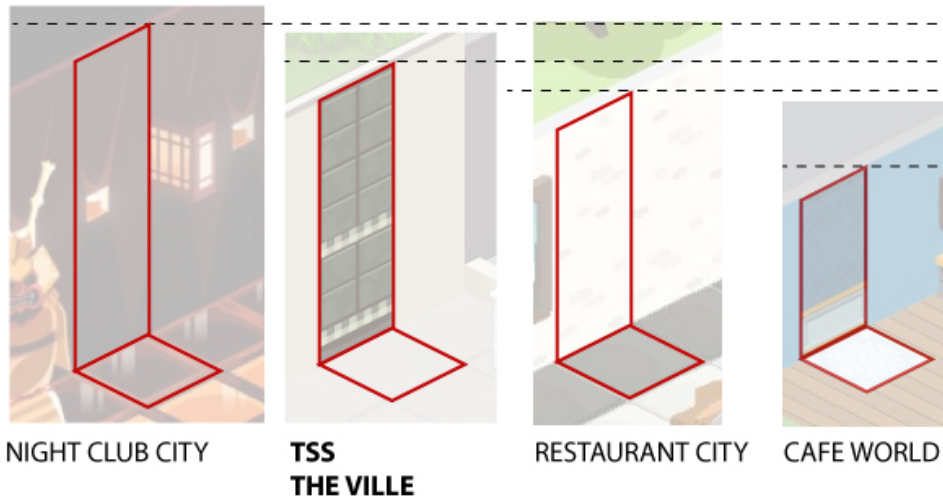 NIGHT CLUB CITY
TSS
THE VILLE
RESTAURANT CITY
CAFE WORLD